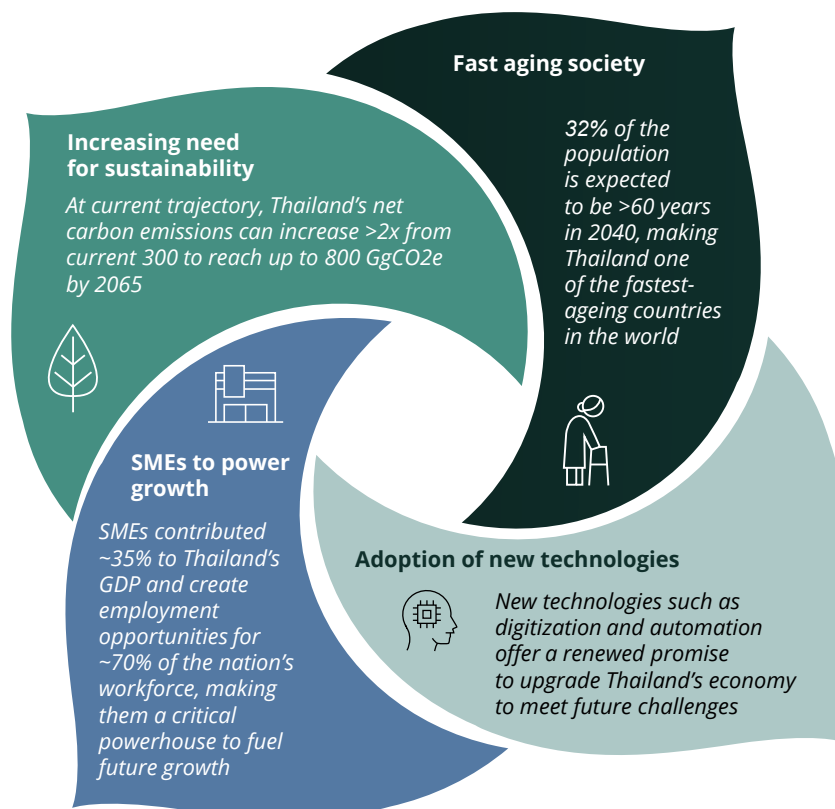 Fast aging society
32% of the
population
is expected
to be >60 years
in 2040, making
Thailand one
of the fastest-
ageing countries
in the world
Increasing need
for sustainability
At current trajectory, Thailand’s net
carbon emissions can increase >2x from
current 300 to reach up to 800 GgCO2e
by 2065
SMEs to power
growth
SMEs contributed
~35% to Thailand’s
GDP and create
employment
opportunities for
~70% of the nation’s
workforce, making
them a critical
powerhouse to fuel
future growth
Adoption of new technologies
New technologies such as
digitization and automation
offer a renewed promise
to upgrade Thailand’s economy
to meet future challenges